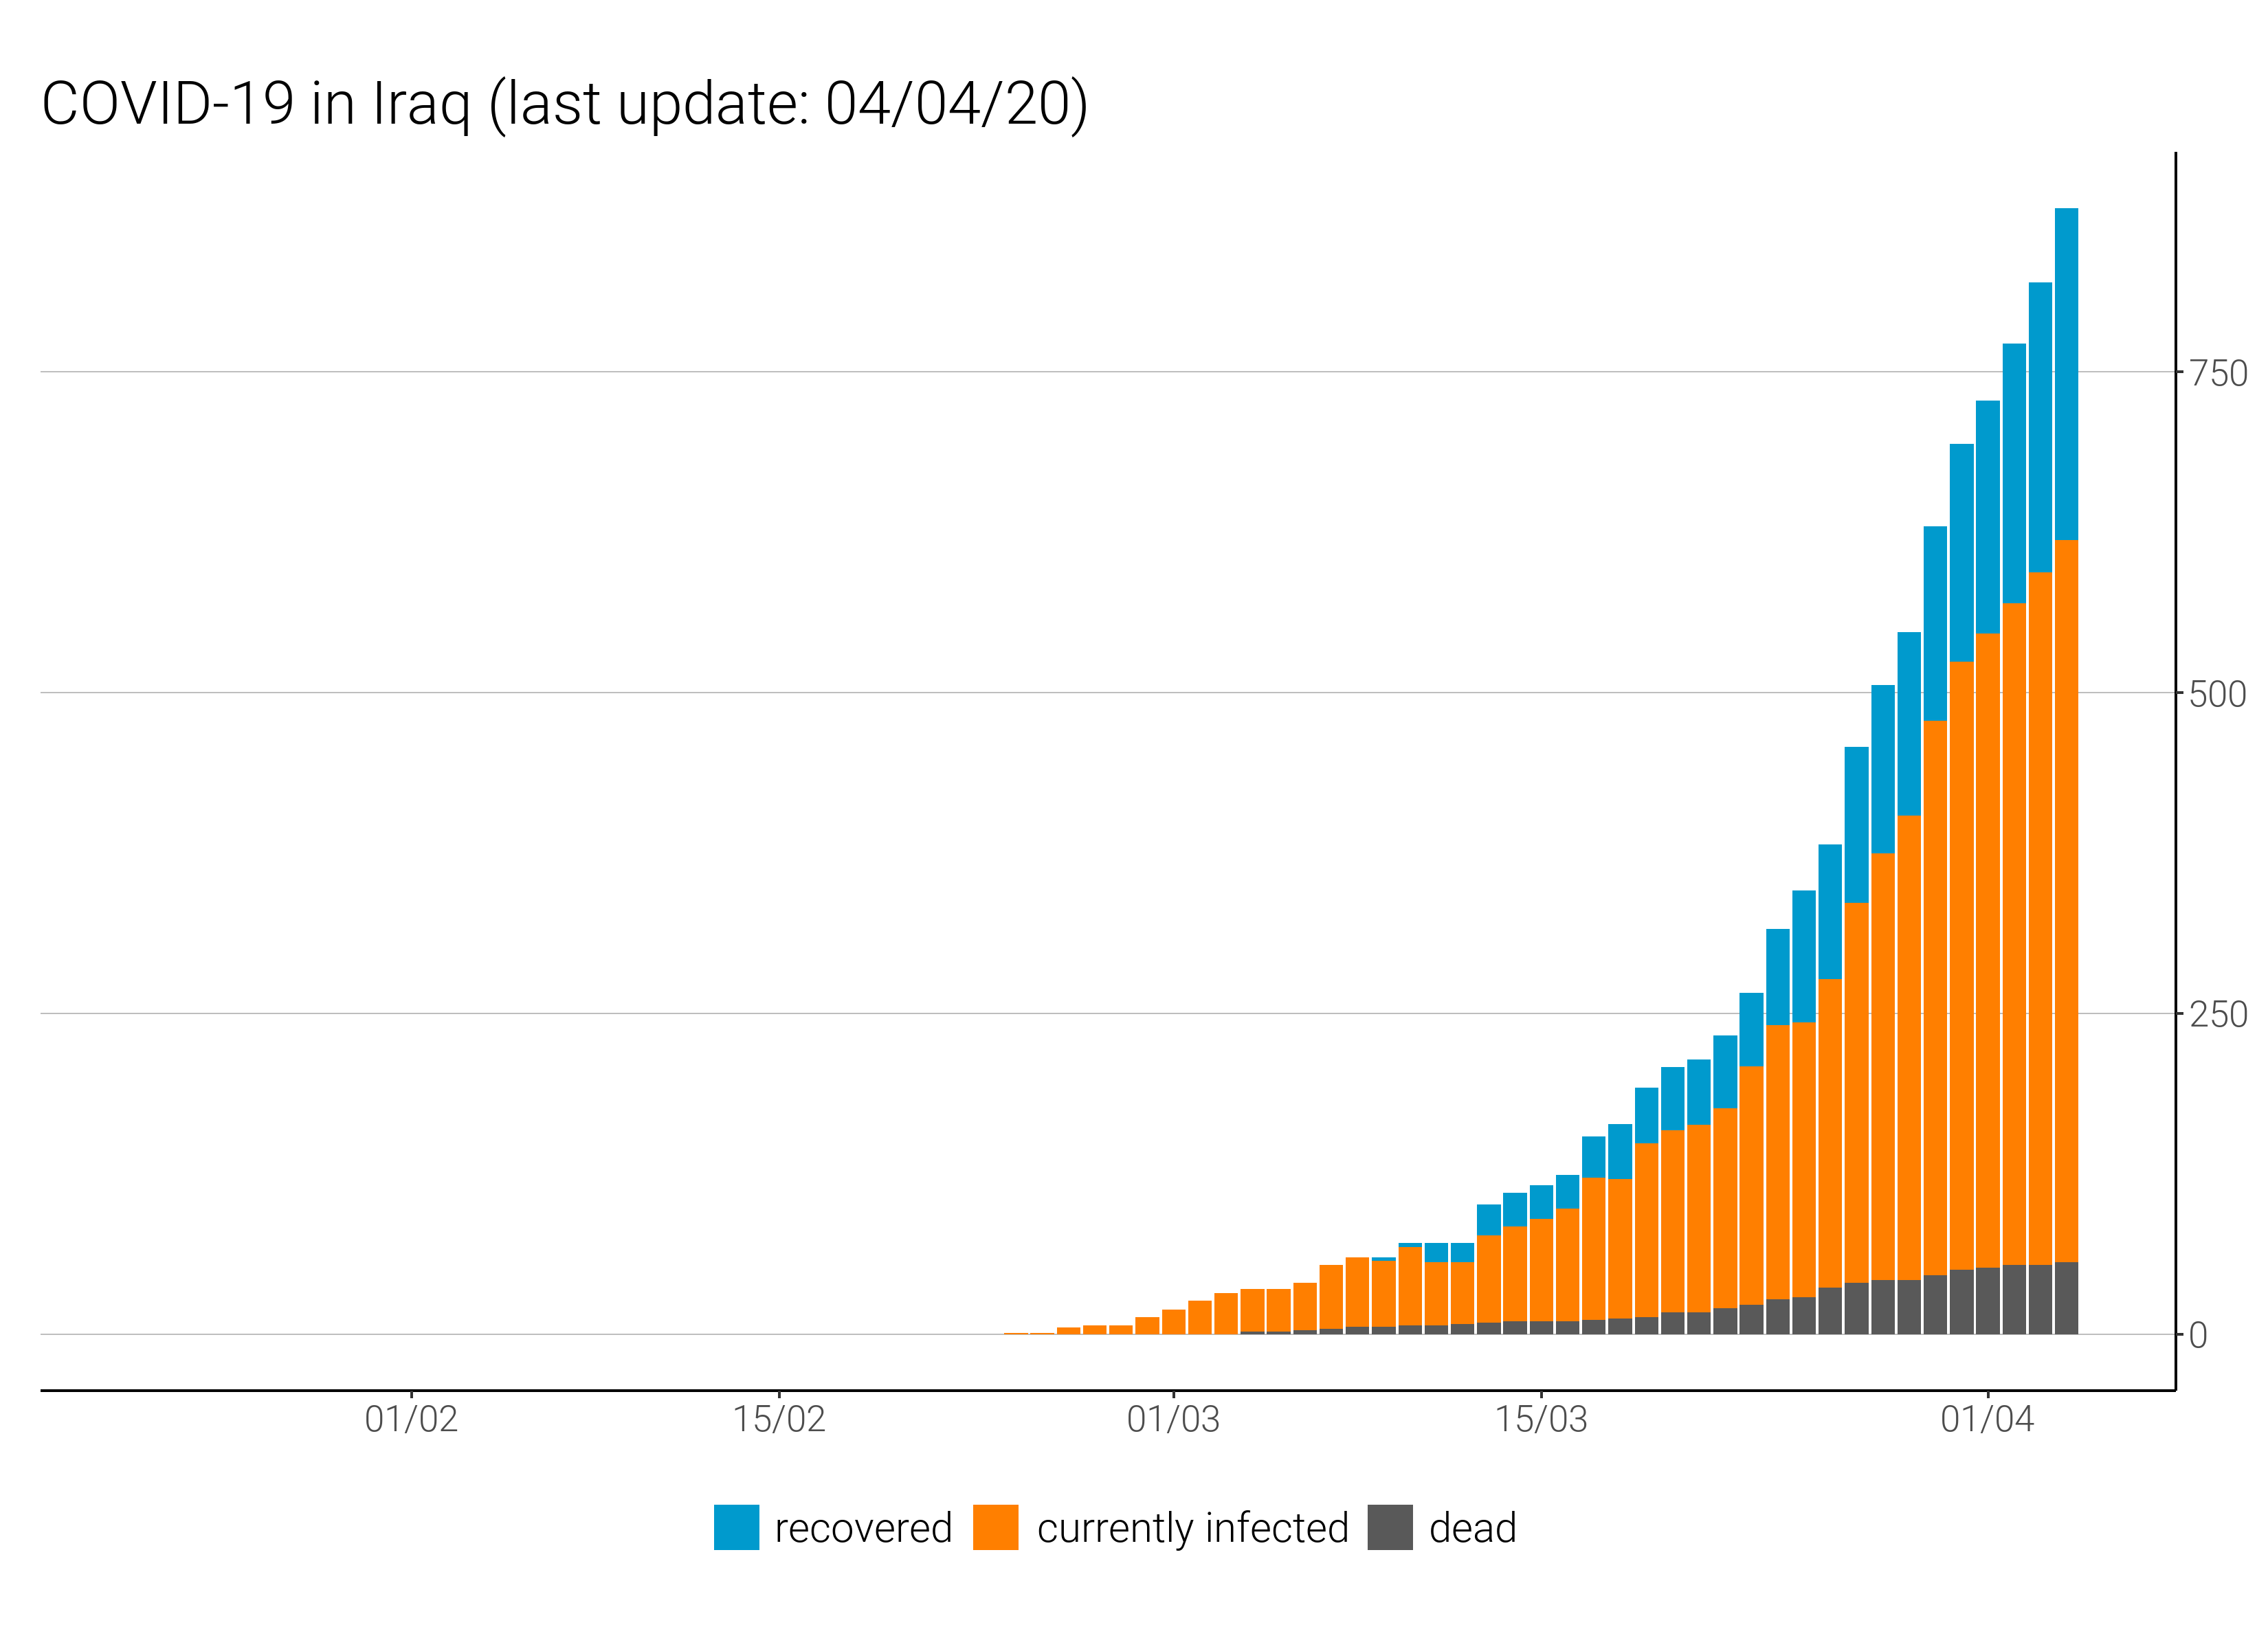 COVID-19 in Iraq (last update: 04/04/20)
750
500
250
0
01/02 15/02 01/03 15/03 01/04
recovered currently infected dead